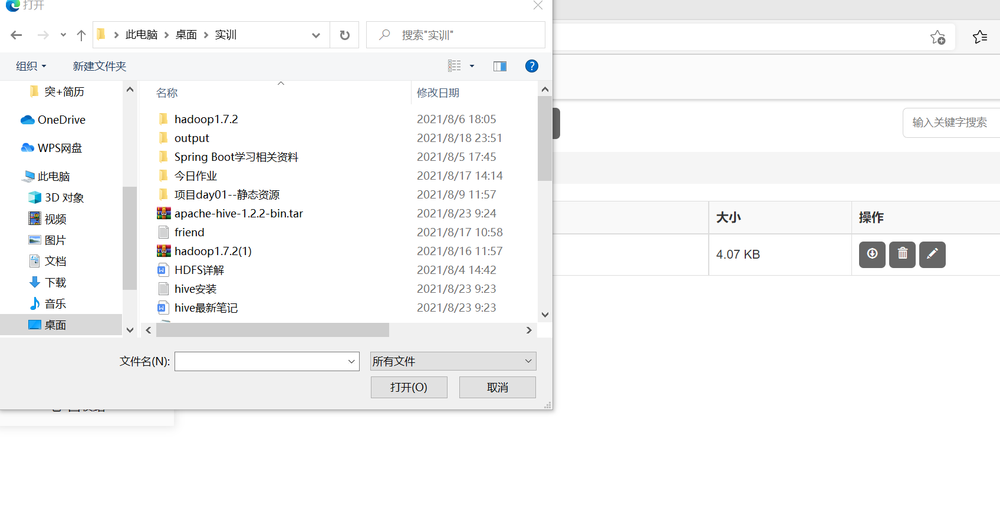 打开
此电脑 桌面 实训
搜索"实训"
组织 新建文件夹
名称 修改日期
突+简历
OneDrive
WPS网盘
此电脑
3D 对象
视频
图片
文档
下载
音乐
桌面
hadoop1.7.2 2021/8/6 18:05
output 2021/8/18 23:51
Spring Boot学习相关资料 2021/8/5 17:45
今日作业 2021/8/17 14:14
项目day01--静态资源 2021/8/9 11:57
apache-hive-1.2.2-bin.tar 2021/8/23 9:24
friend 2021/8/17 10:58
hadoop1.7.2(1) 2021/8/16 11:57
HDFS详解 2021/8/4 14:42
hive安装 2021/8/23 9:23
hive最新笔记 2021/8/23 9:23
文件名(N): 所有文件
打开(O) 取消
输入关键字搜索
大小 操作
4.07 KB